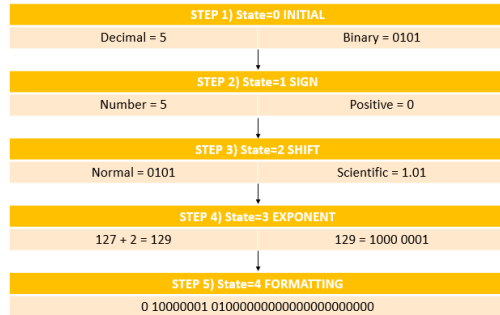 STEP 1) State=0 INITIAL
Decimal = 5 Binary = 0101
STEP 2) State=1 SIGN
Number = 5 Positive = 0
STEP 3) State=2 SHIFT
Normal = 0101 Scientific = 1.01
STEP 4) State=3 EXPONENT
127 + 2 = 129 129 = 1000 0001
STEP 5) State=4 FORMATTING
0 10000001 01000000000000000000000